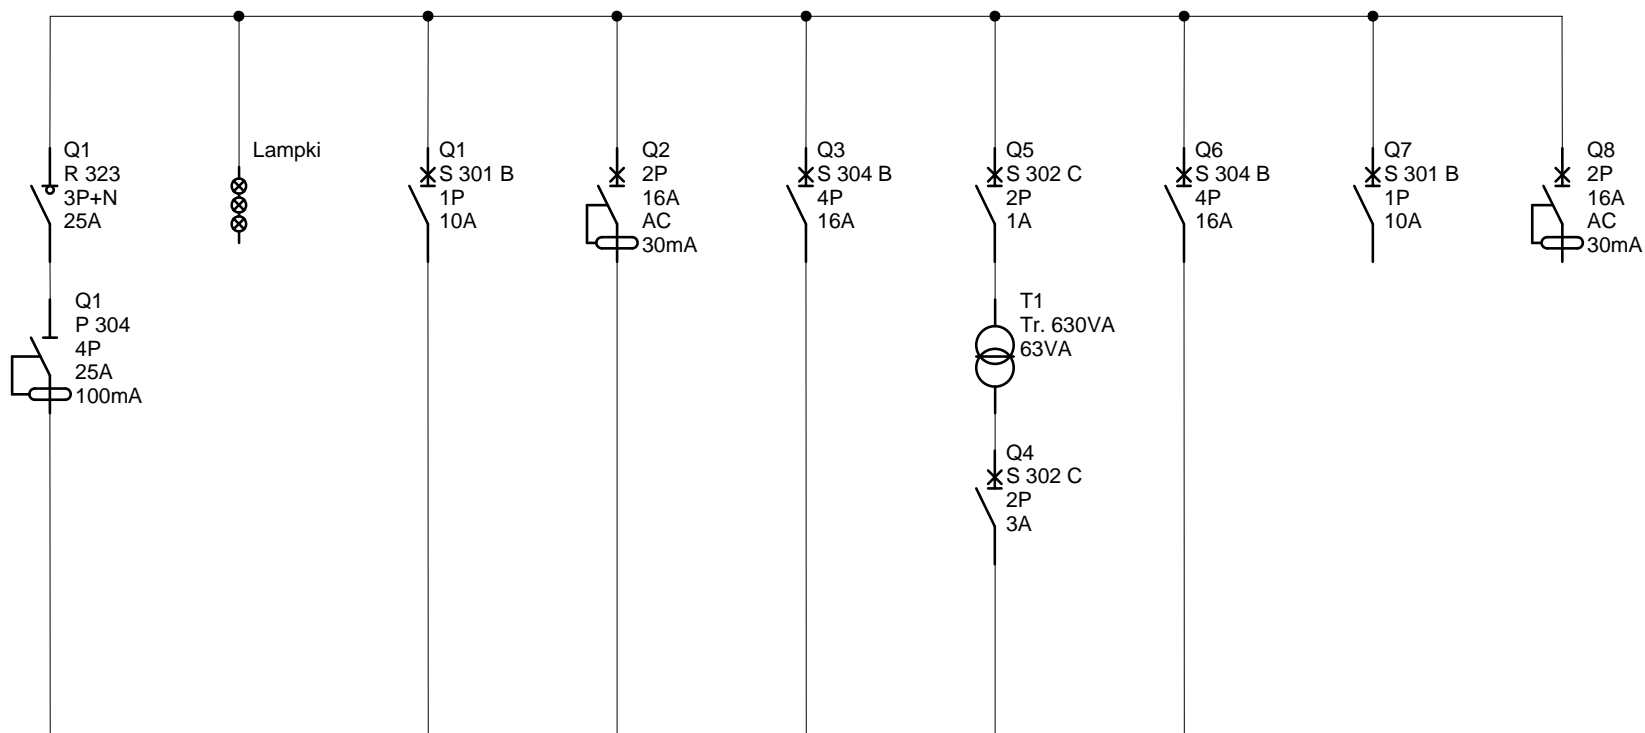 Q1
R 323
3P+N
25A
Lampki
Q1
S 301 B
1P
10A
Q2
2P
16A
AC
30mA
Q3
S 304 B
4P
16A
Q5
S 302 C
2P
1A
Q6
S 304 B
4P
16A
Q7
S 301 B
1P
10A
Q8
2P
16A
AC
30mA
Q1
P 304
4P
25A
100mA
T1
Tr. 630VA
63VA
Q4
S 302 C
2P
3A